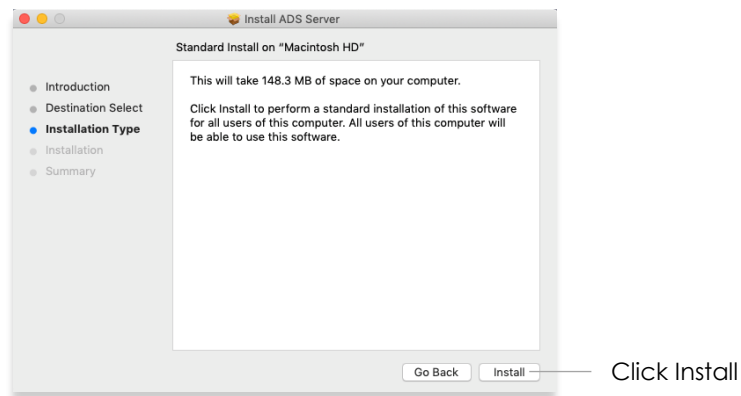 Install ADS Server
Standard Install on “Macintosh HD”
Introduction
Destination Select
Installation Type
Installation
Summary
This will take 148.3 MB of space on your computer.
Click Install to perform a standard installation of this software
for all users of this computer. All users of this computer will
be able to use this software.
Go Back
Install
Click Install